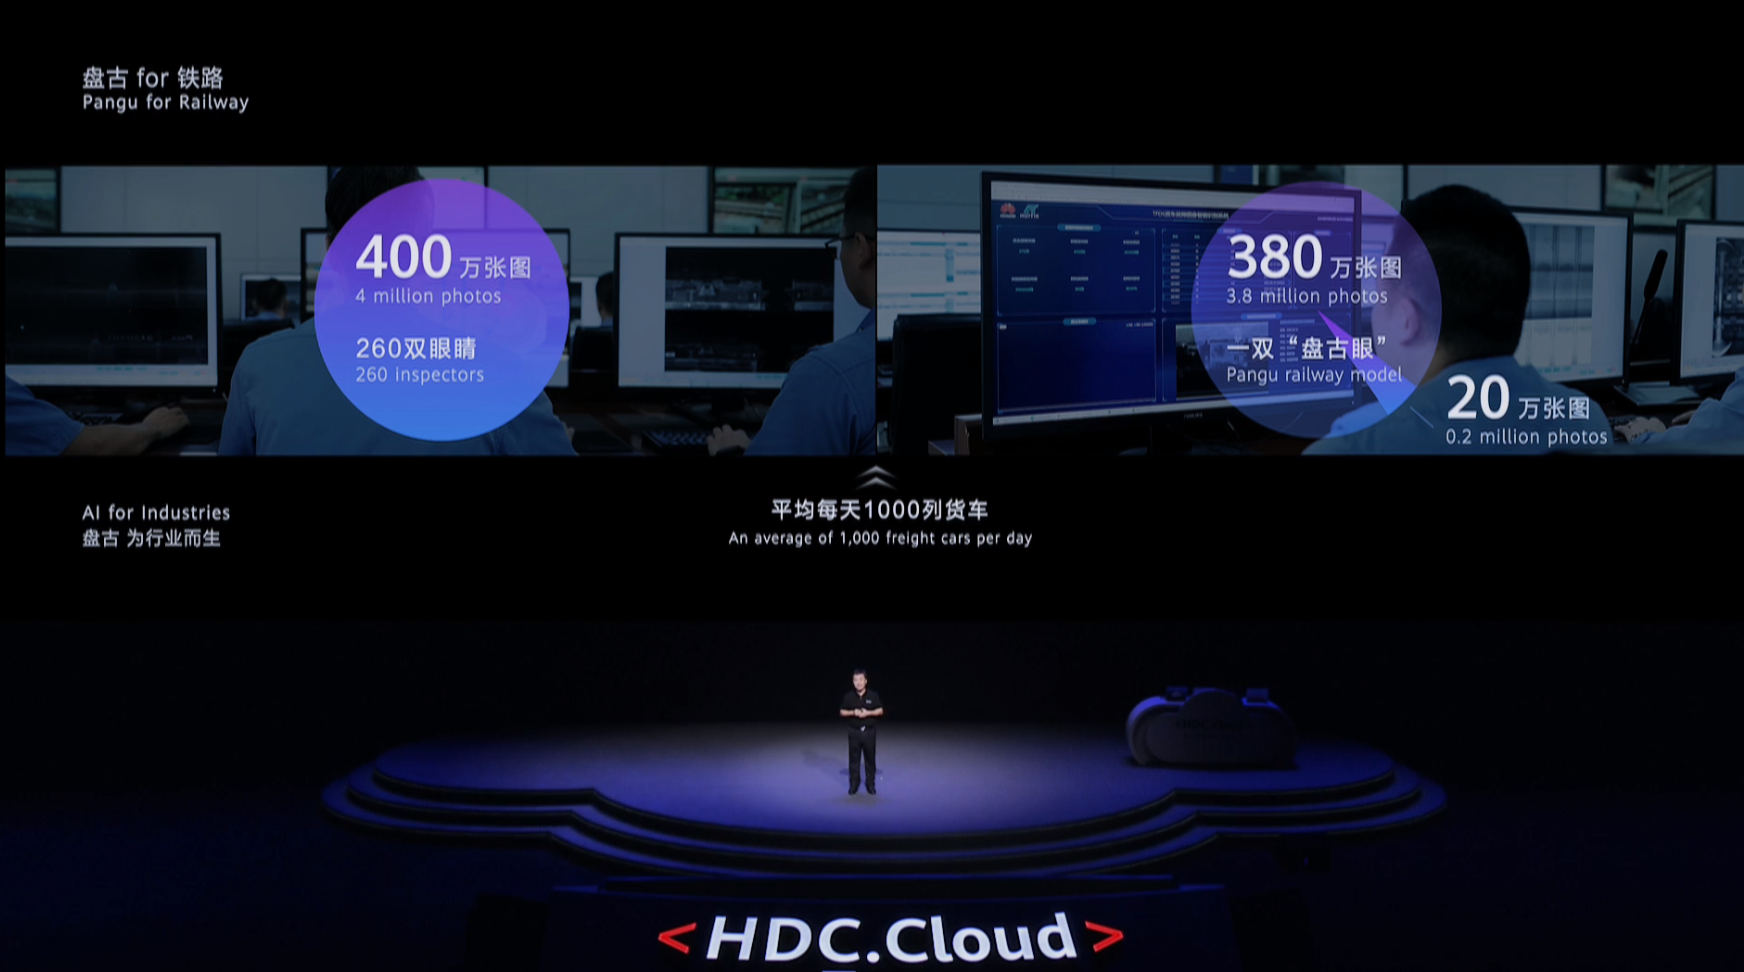 盘古 for 铁路
Pangu for Railway
400 万张图
4 million photos
260双眼睛
260 inspectors
380 万张图
3.8 million photos
一双“盘古眼”
Pangu railway model
20 万张图
0.2 million photos
AI for Industries
盘古 为行业而生
平均每天1000列货车
An average of 1,000 freight cars per day
<HDC.Cloud>